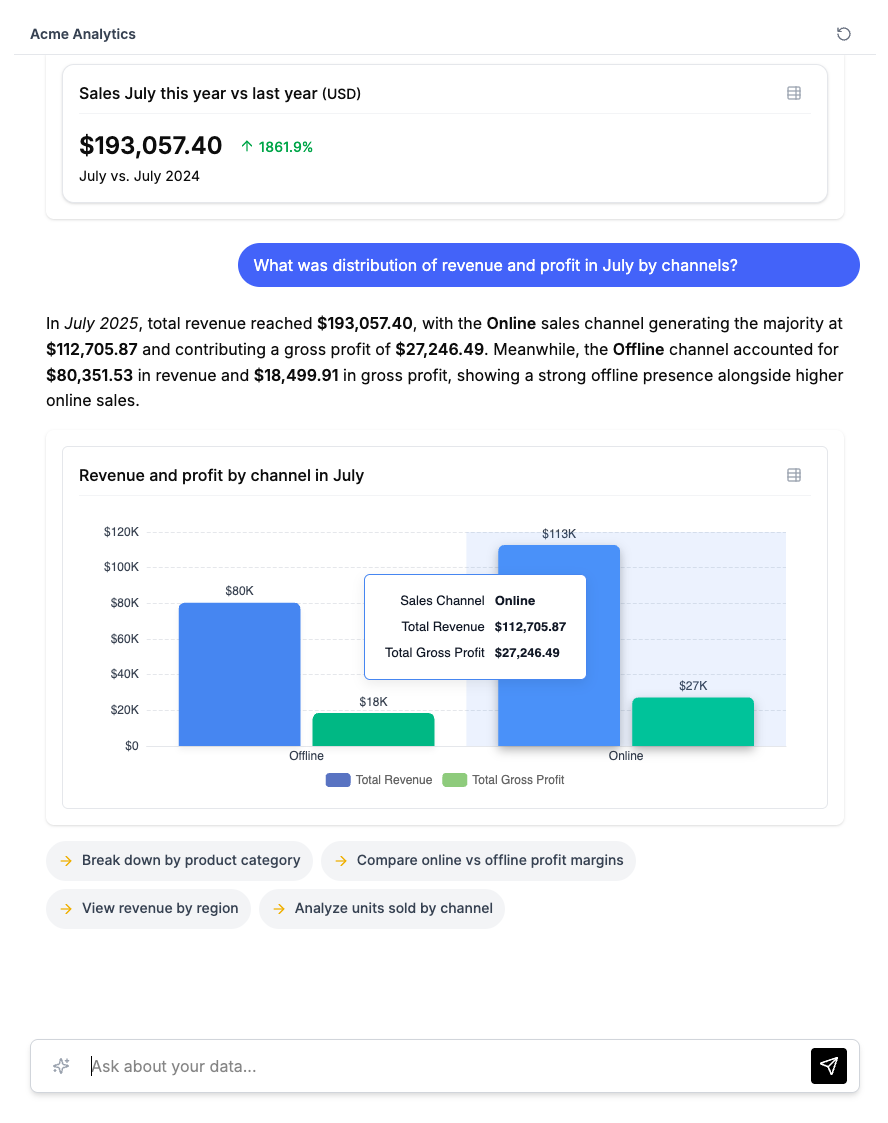 Acme Analytics
Sales July this year vs last year (USD)
$193,057.40 ↑ 1861.9%
July vs. July 2024
What was distribution of revenue and profit in July by channels?
In July 2025, total revenue reached $193,057.40, with the Online sales channel generating the majority at
$112,705.87 and contributing a gross profit of $27,246.49. Meanwhile, the Offline channel accounted for
$80,351.53 in revenue and $18,499.91 in gross profit, showing a strong offline presence alongside higher
online sales.
Revenue and profit by channel in July
$120K
$100K
$80K
$60K
$40K
$20K
$0
$80K
$18K
$113K
$27K
Sales Channel Online
Total Revenue $112,705.87
Total Gross Profit $27,246.49
Offline Online
Total Revenue Total Gross Profit
→ Break down by product category → Compare online vs offline profit margins
→ View revenue by region → Analyze units sold by channel
Ask about your data...